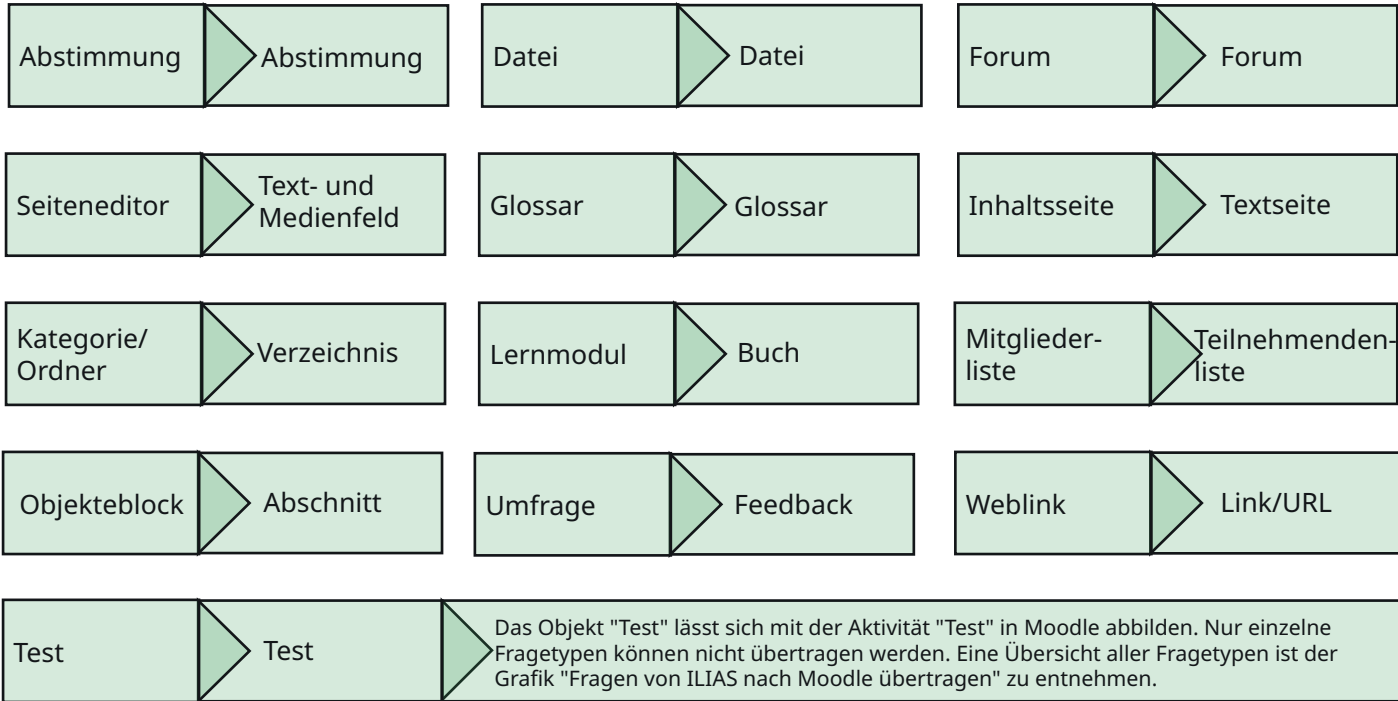 Abstimmung
Abstimmung
Datei
Datei
Forum
Forum
Seiteneditor
Text- und
Medienfeld
Glossar
Glossar
Inhaltsseite
Textseite
Kategorie/
Ordner
Verzeichnis
Lernmodul
Buch
Mitglieder-
liste
Teilnehmenden-
liste
Objekteblock
Abschnitt
Umfrage
Feedback
Weblink
Link/URL
Test
Test
Das Objekt "Test" lässt sich mit der Aktivität "Test" in Moodle abbilden. Nur einzelne
Fragetypen können nicht übertragen werden. Eine Übersicht aller Fragetypen ist der
Grafik "Fragen von ILIAS nach Moodle übertragen" zu entnehmen.